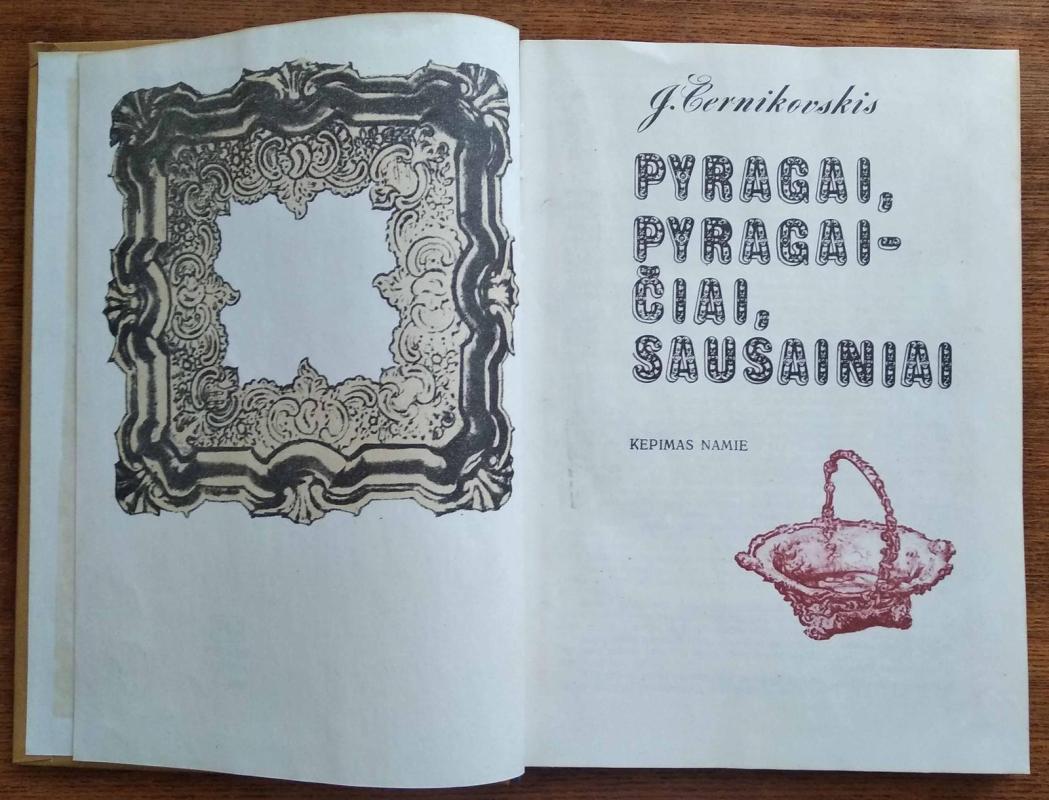 J. Černikovskis
PYRAGAI,
PYRAGAI-
ČIAI,
SAUSAINIAI
KEPIMAS NAMIE